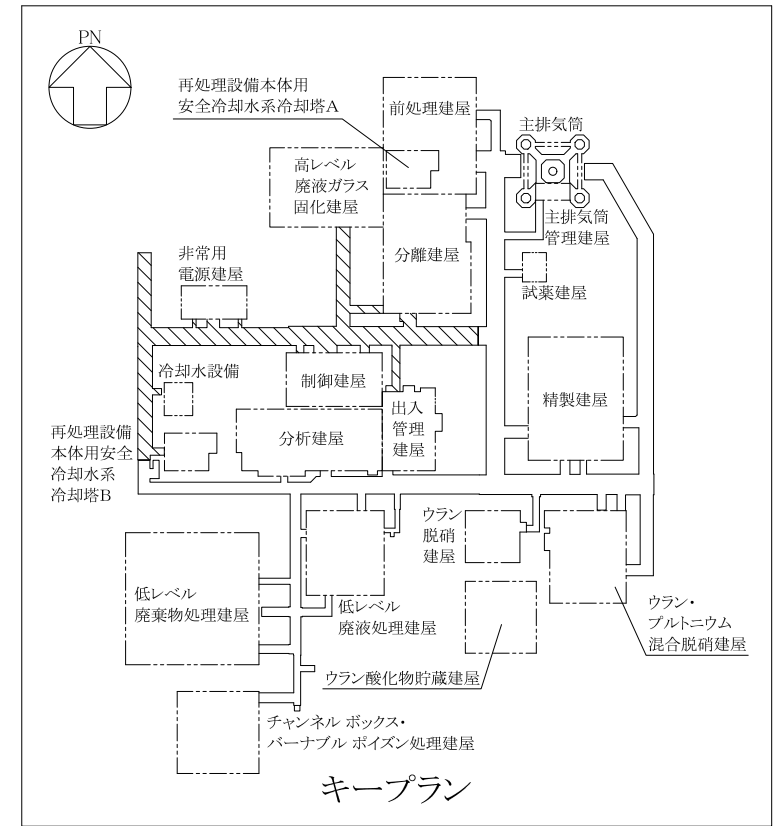 PN
再処理設備本体用
安全冷却水系冷却塔A
前処理建屋
主排気筒
高レベル
廃液ガラス
固化建屋
主排気筒
管理建屋
非常用
電源建屋
分離建屋
試薬建屋
冷却水設備
制御建屋
出入
管理
建屋
精製建屋
分析建屋
再処理設備
本体用安全
冷却水系
冷却塔B
ウラン
脱硝
建屋
低レベル
廃棄物処理建屋
低レベル
廃液処理建屋
ウラン・
プルトニウム
混合脱硝建屋
ウラン酸化物貯蔵建屋
チャンネル ボックス・
バーナブル ポイズン処理建屋
キープラン